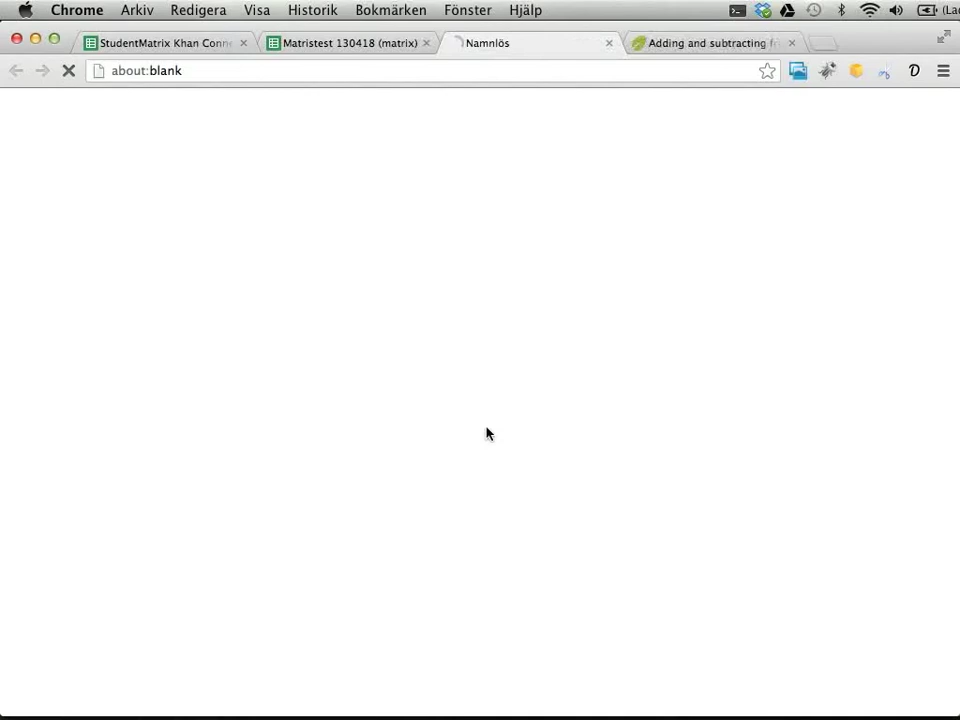 Chrome Arkiv Redigera Visa Historik Bokmärken Fönster Hjälp
StudentMatrix Khan Matristest 130418 (matrix) Namnlös Adding and subtracting
about:blank